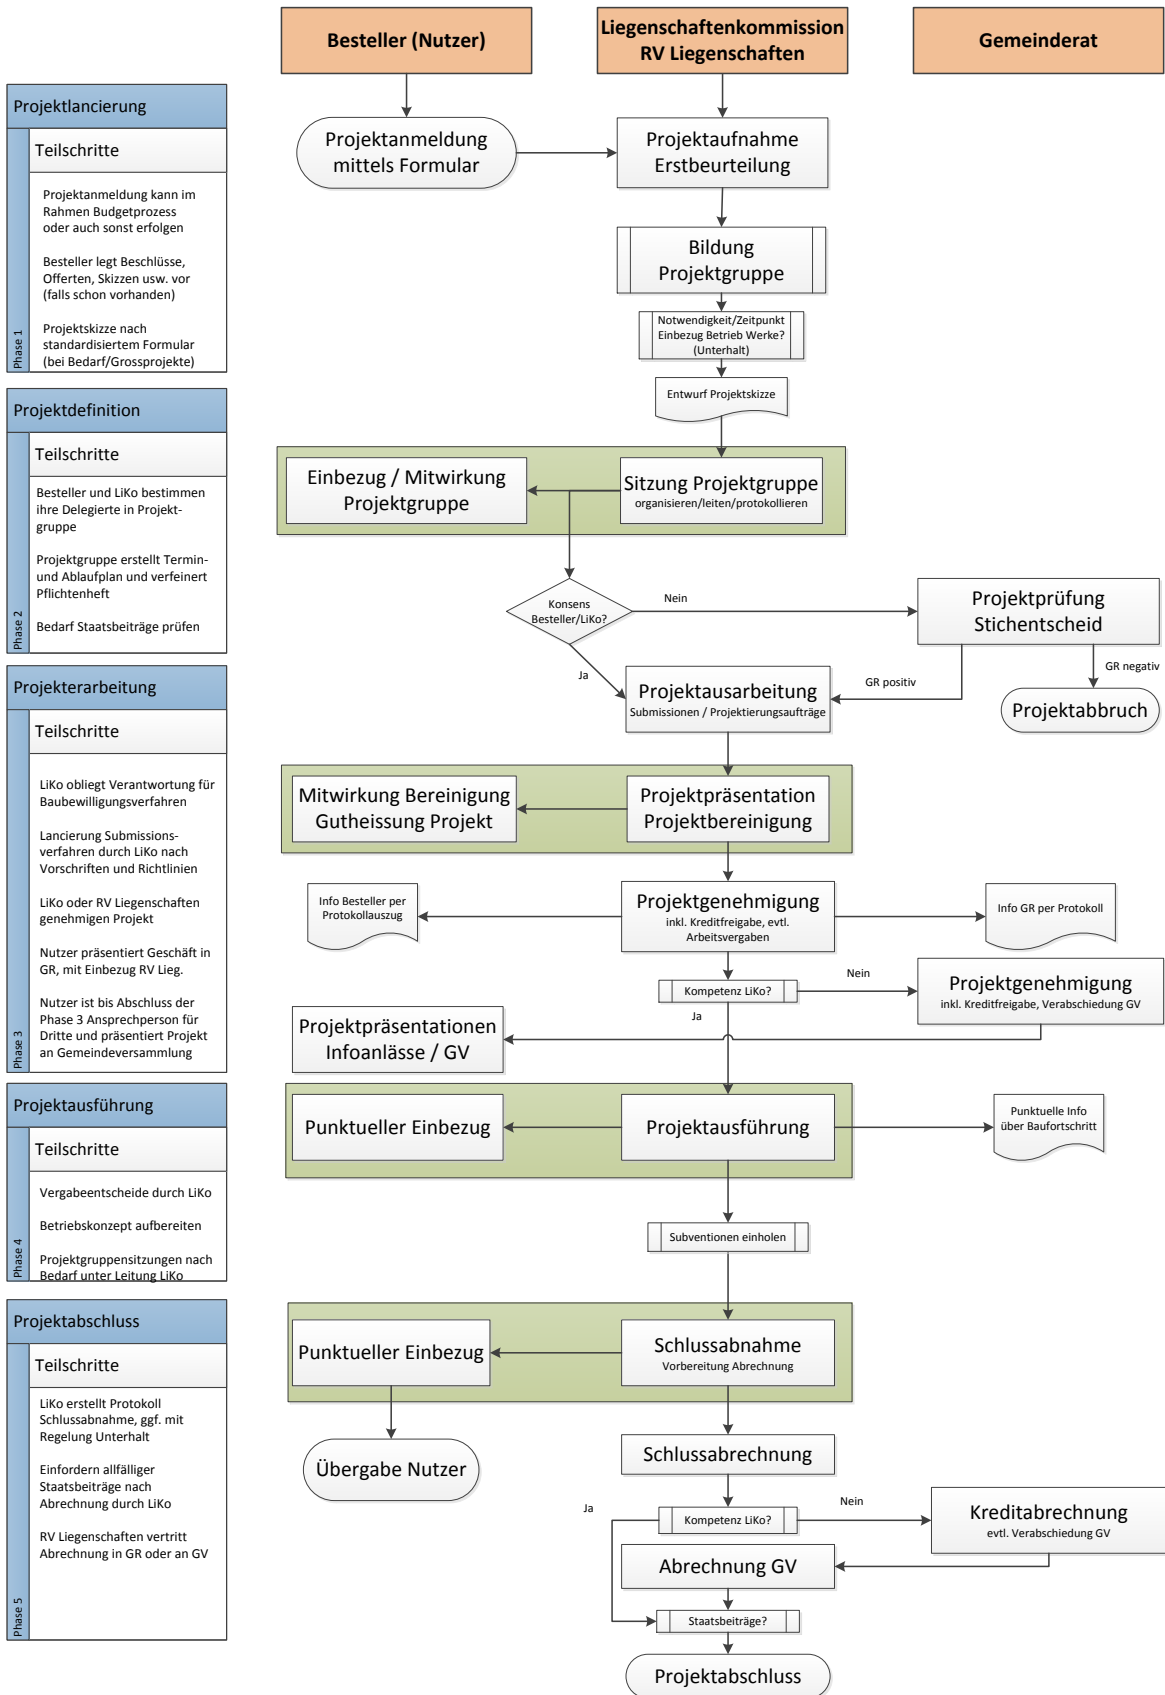 Besteller (Nutzer)
Liegenschaftenkommission
RV Liegenschaften
Gemeinderat
Projektlancierung
Teilschritte
Projektanmeldung kann im
Rahmen Budgetprozess
oder auch sonst erfolgen
Besteller legt Beschlüsse,
Offerten, Skizzen usw. vor
(falls schon vorhanden)
Projektskizze nach
standardisiertem Formular
(bei Bedarf/Grossprojekte)
Phase 1
Projektanmeldung
mittels Formular
Projektaufnahme
Erstbeurteilung
Bildung
Projektgruppe
Notwendigkeit/Zeitpunkt
Einbezug Betrieb Werke?
(Unterhalt)
Entwurf Projektskizze
Projektdefinition
Teilschritte
Besteller und LiKo bestimmen
ihre Delegierte in Projekt-
gruppe
Projektgruppe erstellt Termin-
und Ablaufplan und verfeinert
Pflichtenheft
Bedarf Staatsbeiträge prüfen
Phase 2
Einbezug / Mitwirkung
Projektgruppe
Sitzung Projektgruppe
organisieren/leiten/protokollieren
Konsens
Besteller/LiKo?
Nein
Ja
Projektprüfung
Stichentscheid
GR positiv
GR negativ
Projektabbruch
Projekterarbeitung
Teilschritte
LiKo obliegt Verantwortung für
Baubewilligungsverfahren
Lancierung Submissions-
verfahren durch LiKo nach
Vorschriften und Richtlinien
LiKo oder RV Liegenschaften
genehmigen Projekt
Nutzer präsentiert Geschäft in
GR, mit Einbezug RV Lieg.
Nutzer ist bis Abschluss der
Phase 3 Ansprechperson für
Dritte und präsentiert Projekt
an Gemeindeversammlung
Phase 3
Projektausarbeitung
Submissionen / Projektierungsaufträge
Mitwirkung Bereinigung
Gutheissung Projekt
Projektpräsentation
Projektbereinigung
Info Besteller per
Protokollauszug
Projektgenehmigung
inkl. Kreditfreigabe, evtl.
Arbeitsvergaben
Info GR per Protokoll
Kompetenz LiKo?
Nein
Ja
Projektgenehmigung
inkl. Kreditfreigabe, Verabschiedung GV
Projektpräsentationen
Infoanlässe / GV
Projektausführung
Teilschritte
Vergabeentscheide durch LiKo
Betriebskonzept aufbereiten
Projektgruppensitzungen nach
Bedarf unter Leitung LiKo
Phase 4
Punktueller Einbezug
Projektausführung
Punktuelle Info
über Baufortschritt
Subventionen einholen
Projektabschluss
Teilschritte
LiKo erstellt Protokoll
Schlussabnahme, ggf. mit
Regelung Unterhalt
Einfordern allfälliger
Staatsbeiträge nach
Abrechnung durch LiKo
RV Liegenschaften vertritt
Abrechnung in GR oder an GV
Phase 5
Punktueller Einbezug
Schlussabnahme
Vorbereitung Abrechnung
Übergabe Nutzer
Schlussabrechnung
Ja
Kompetenz LiKo?
Nein
Kreditabrechnung
evtl. Verabschiedung GV
Abrechnung GV
Staatsbeiträge?
Projektabschluss